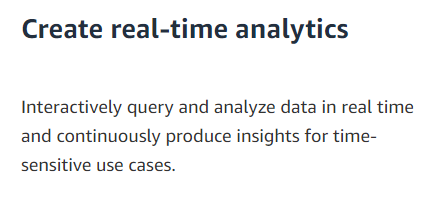 Create real-time analytics
Interactively query and analyze data in real time
and continuously produce insights for time-
sensitive use cases.